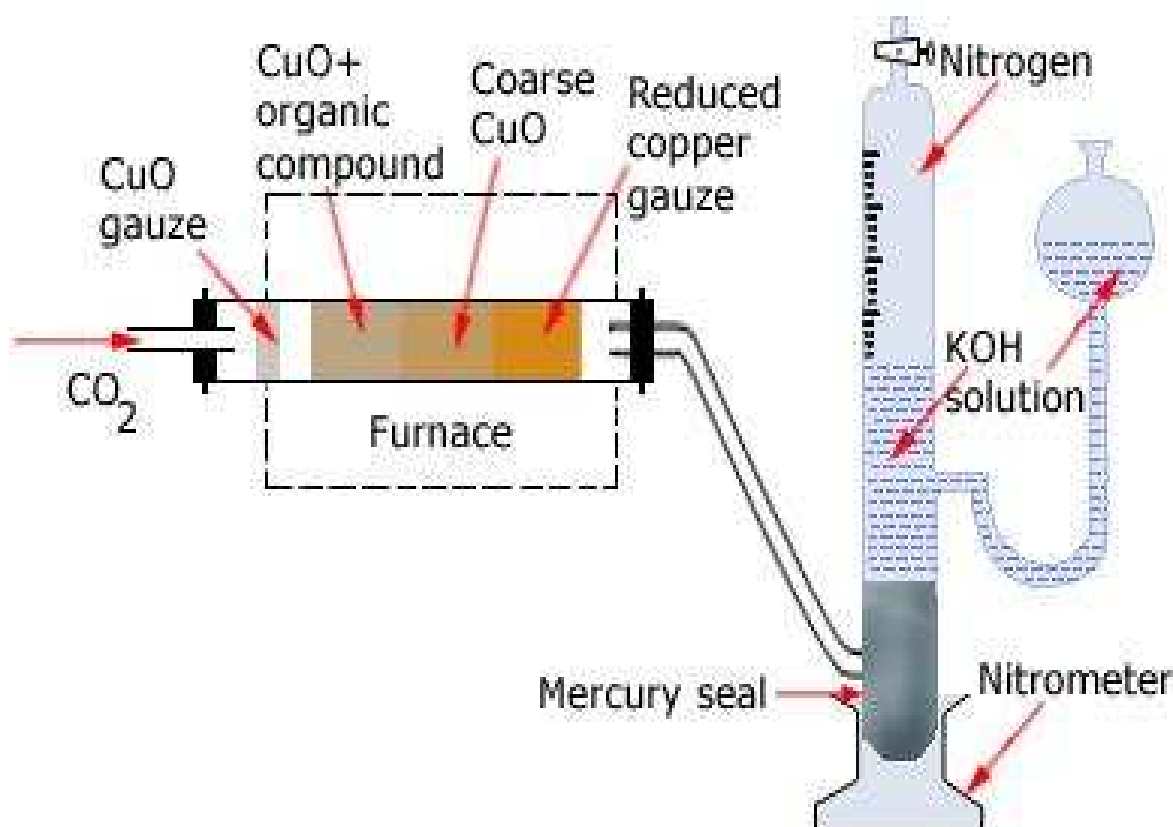 CuO+
organic
compound
Coarse
CuO
Reduced
copper
gauze
CuO
gauze
CO2
Furnace
Nitrogen
KOH
solution
Mercury seal
Nitrometer